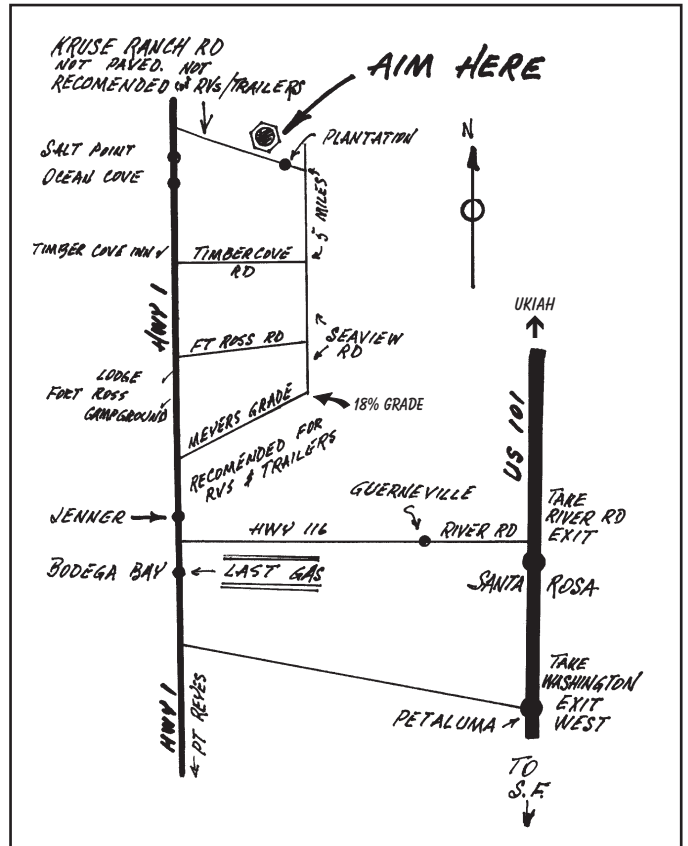 KRUSE RANCH RD
NOT PAVED. NOT
RECOMENDED for RVs/TRAILERS
AIM HERE
PLANTATION
N
SALT POINT
OCEAN COVE
5 MILES
TIMBER COVE INN
TIMBERCOVE
RD
UKIAH
HWY 1
FT ROSS RD
SEAVIEW
RD
LODGE
FORT ROSS
CAMPGROUND
MEYERS GRADE
18% GRADE
RECOMENDED FOR
RVS & TRAILERS
US 101
GUERNEVILLE
TAKE
RIVER RD
EXIT
JENNER
HWY 116
RIVER RD
BODEGA BAY
LAST GAS
SANTA ROSA
TAKE
WASHINGTON
EXIT
WEST
HWY 1
PT REYES
PETALUMA
TO
S.F.